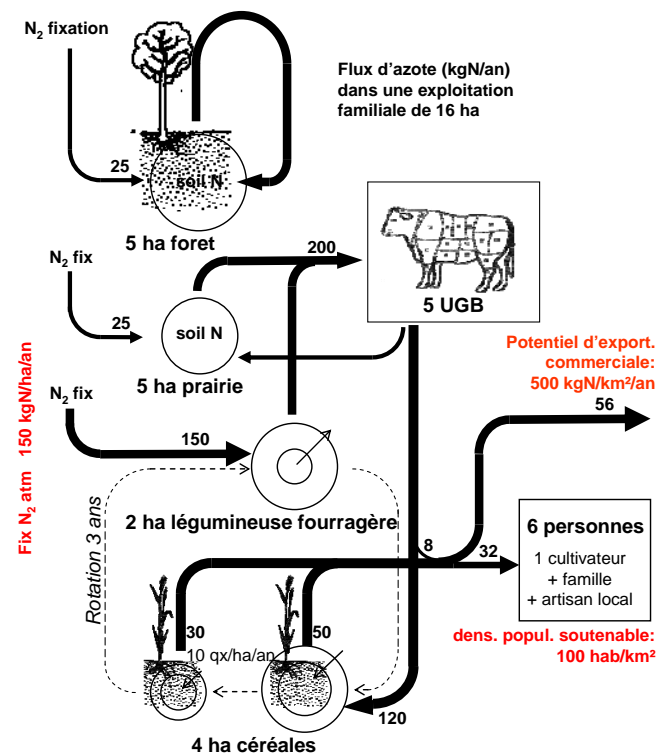 N₂ fixation
Flux d'azote (kgN/an)
dans une exploitation
familiale de 16 ha
25
soil N
5 ha foret
200
N₂ fix
5 UGB
25
soil N
5 ha prairie
Potentiel d'export.
commerciale:
500 kgN/km²/an
56
N₂ fix
150
Fix N₂ atm 150 kgN/ha/an
2 ha légumineuse fourragère
Rotation 3 ans
8
32
6 personnes
1 cultivateur
+ famille
+ artisan local
30
50
10 qx/ha/an
dens. popul. soutenable:
100 hab/km²
120
4 ha céréales